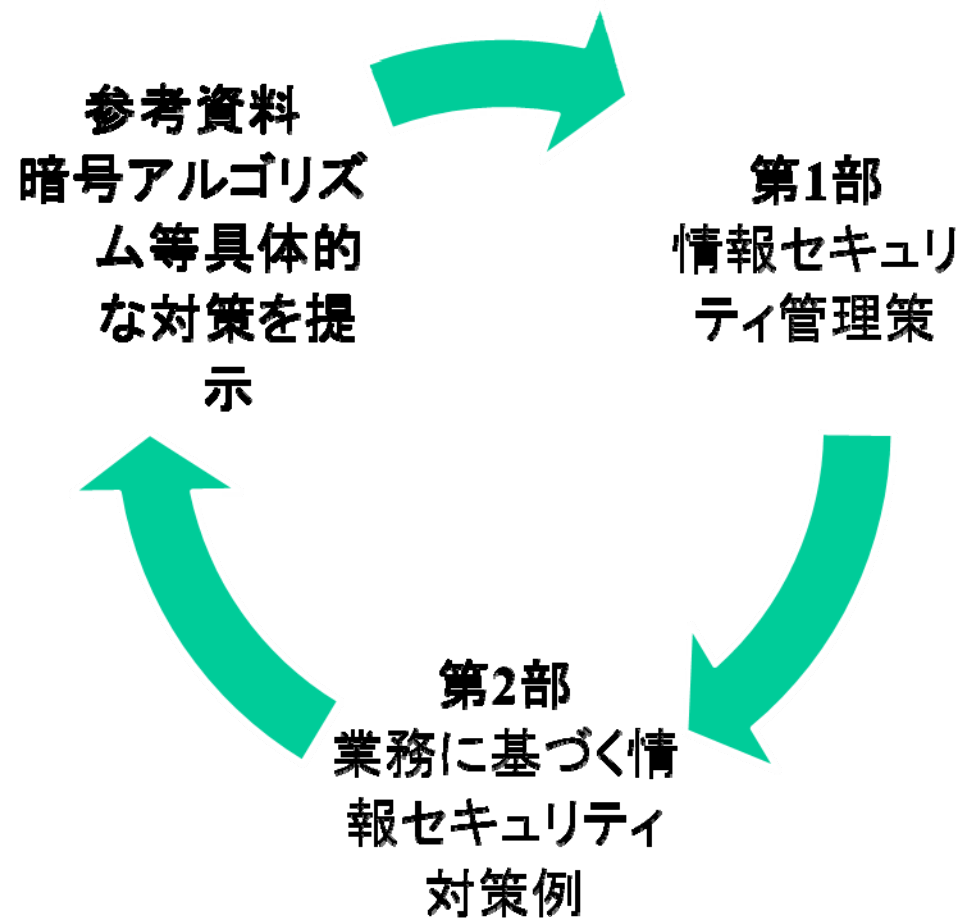 参考資料
暗号アルゴリズ
ム等具体的
な対策を提
示
第1部
情報セキュリ
ティ管理策
第2部
業務に基づく情
報セキュリティ
対策例